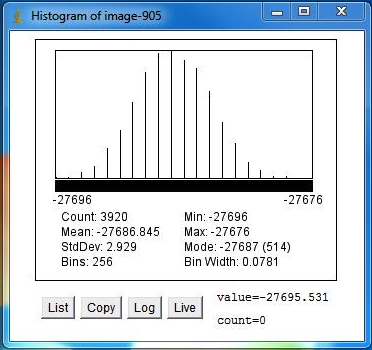 Histogram of image-905
-27696 -27676
Count: 3920 Min: -27696
Mean: -27686.845 Max: -27676
StdDev: 2.929 Mode: -27687 (514)
Bins: 256 Bin Width: 0.0781
List Copy Log Live
value=-27695.531
count=0